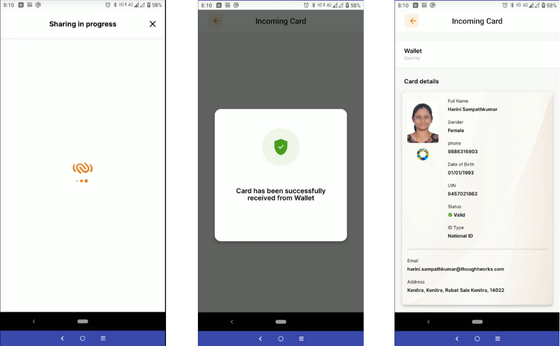 8:10
58%
Sharing in progress
8:10
58%
Incoming Card
Card has been successfully
received from Wallet
8:10
58%
Incoming Card
Wallet
Sent by
Card details
Full Name
Harini Sampathkumar
Gender
Female
phone
9886316803
Date of Birth
01/01/1993
UIN
6457021863
Status
Valid
ID Type
National ID
Email
harini.sampathkumar@thoughtworks.com
Address
Kenitra, Kenitra, Rabat Sale Kenitra, 14022